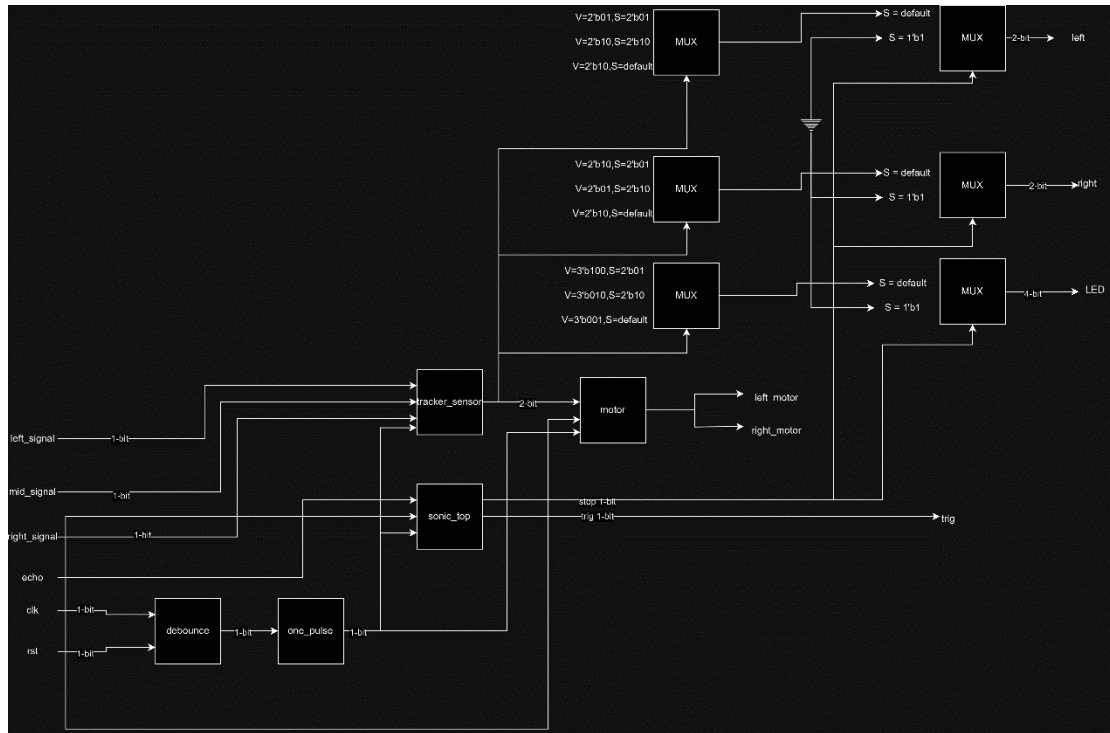 V=2'b01,S=2'b01
V=2'b10,S=2'b10
V=2'b10,S=default
MUX
S = default
S = 1'b1
MUX
2-bit
left
V=2'b10,S=2'b01
V=2'b01,S=2'b10
V=2'b10,S=default
MUX
S = default
S = 1'b1
MUX
2-bit
right
V=3'b100,S=2'b01
V=3'b010,S=2'b10
V=3'b001,S=default
MUX
S = default
S = 1'b1
MUX
4-bit
LED
tracker_sensor
2-bit
motor
left_motor
right_motor
left_signal
1-bit
mid_signal
1-bit
right_signal
1-bit
sonic_top
stop 1-bit
trig 1-bit
trig
echo
clk
1-bit
rst
1-bit
debounce
1-bit
one_pulse
1-bit